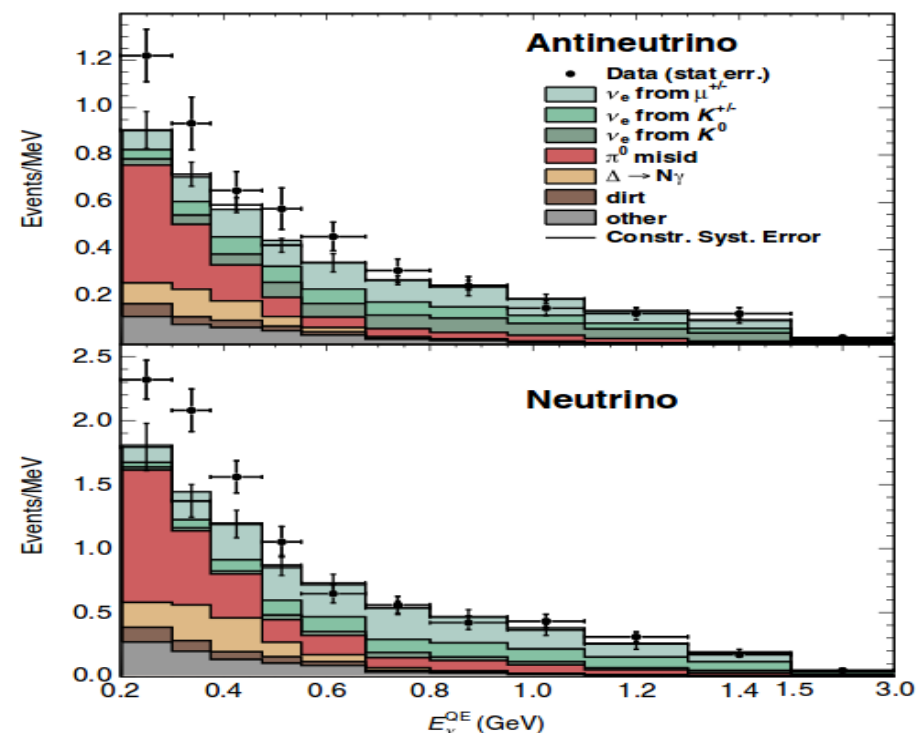 Antineutrino
Data (stat err.)
νe from μ+/-
νe from K+/-
νe from K0
π0 misid
Δ → Nγ
dirt
other
Constr. Syst. Error
Events/MeV
1.2
1.0
0.8
0.6
0.4
0.2
Neutrino
Events/MeV
2.5
2.0
1.5
1.0
0.5
0.0
0.2 0.4 0.6 0.8 1.0 1.2 1.4 1.5 3.0
EνQE (GeV)